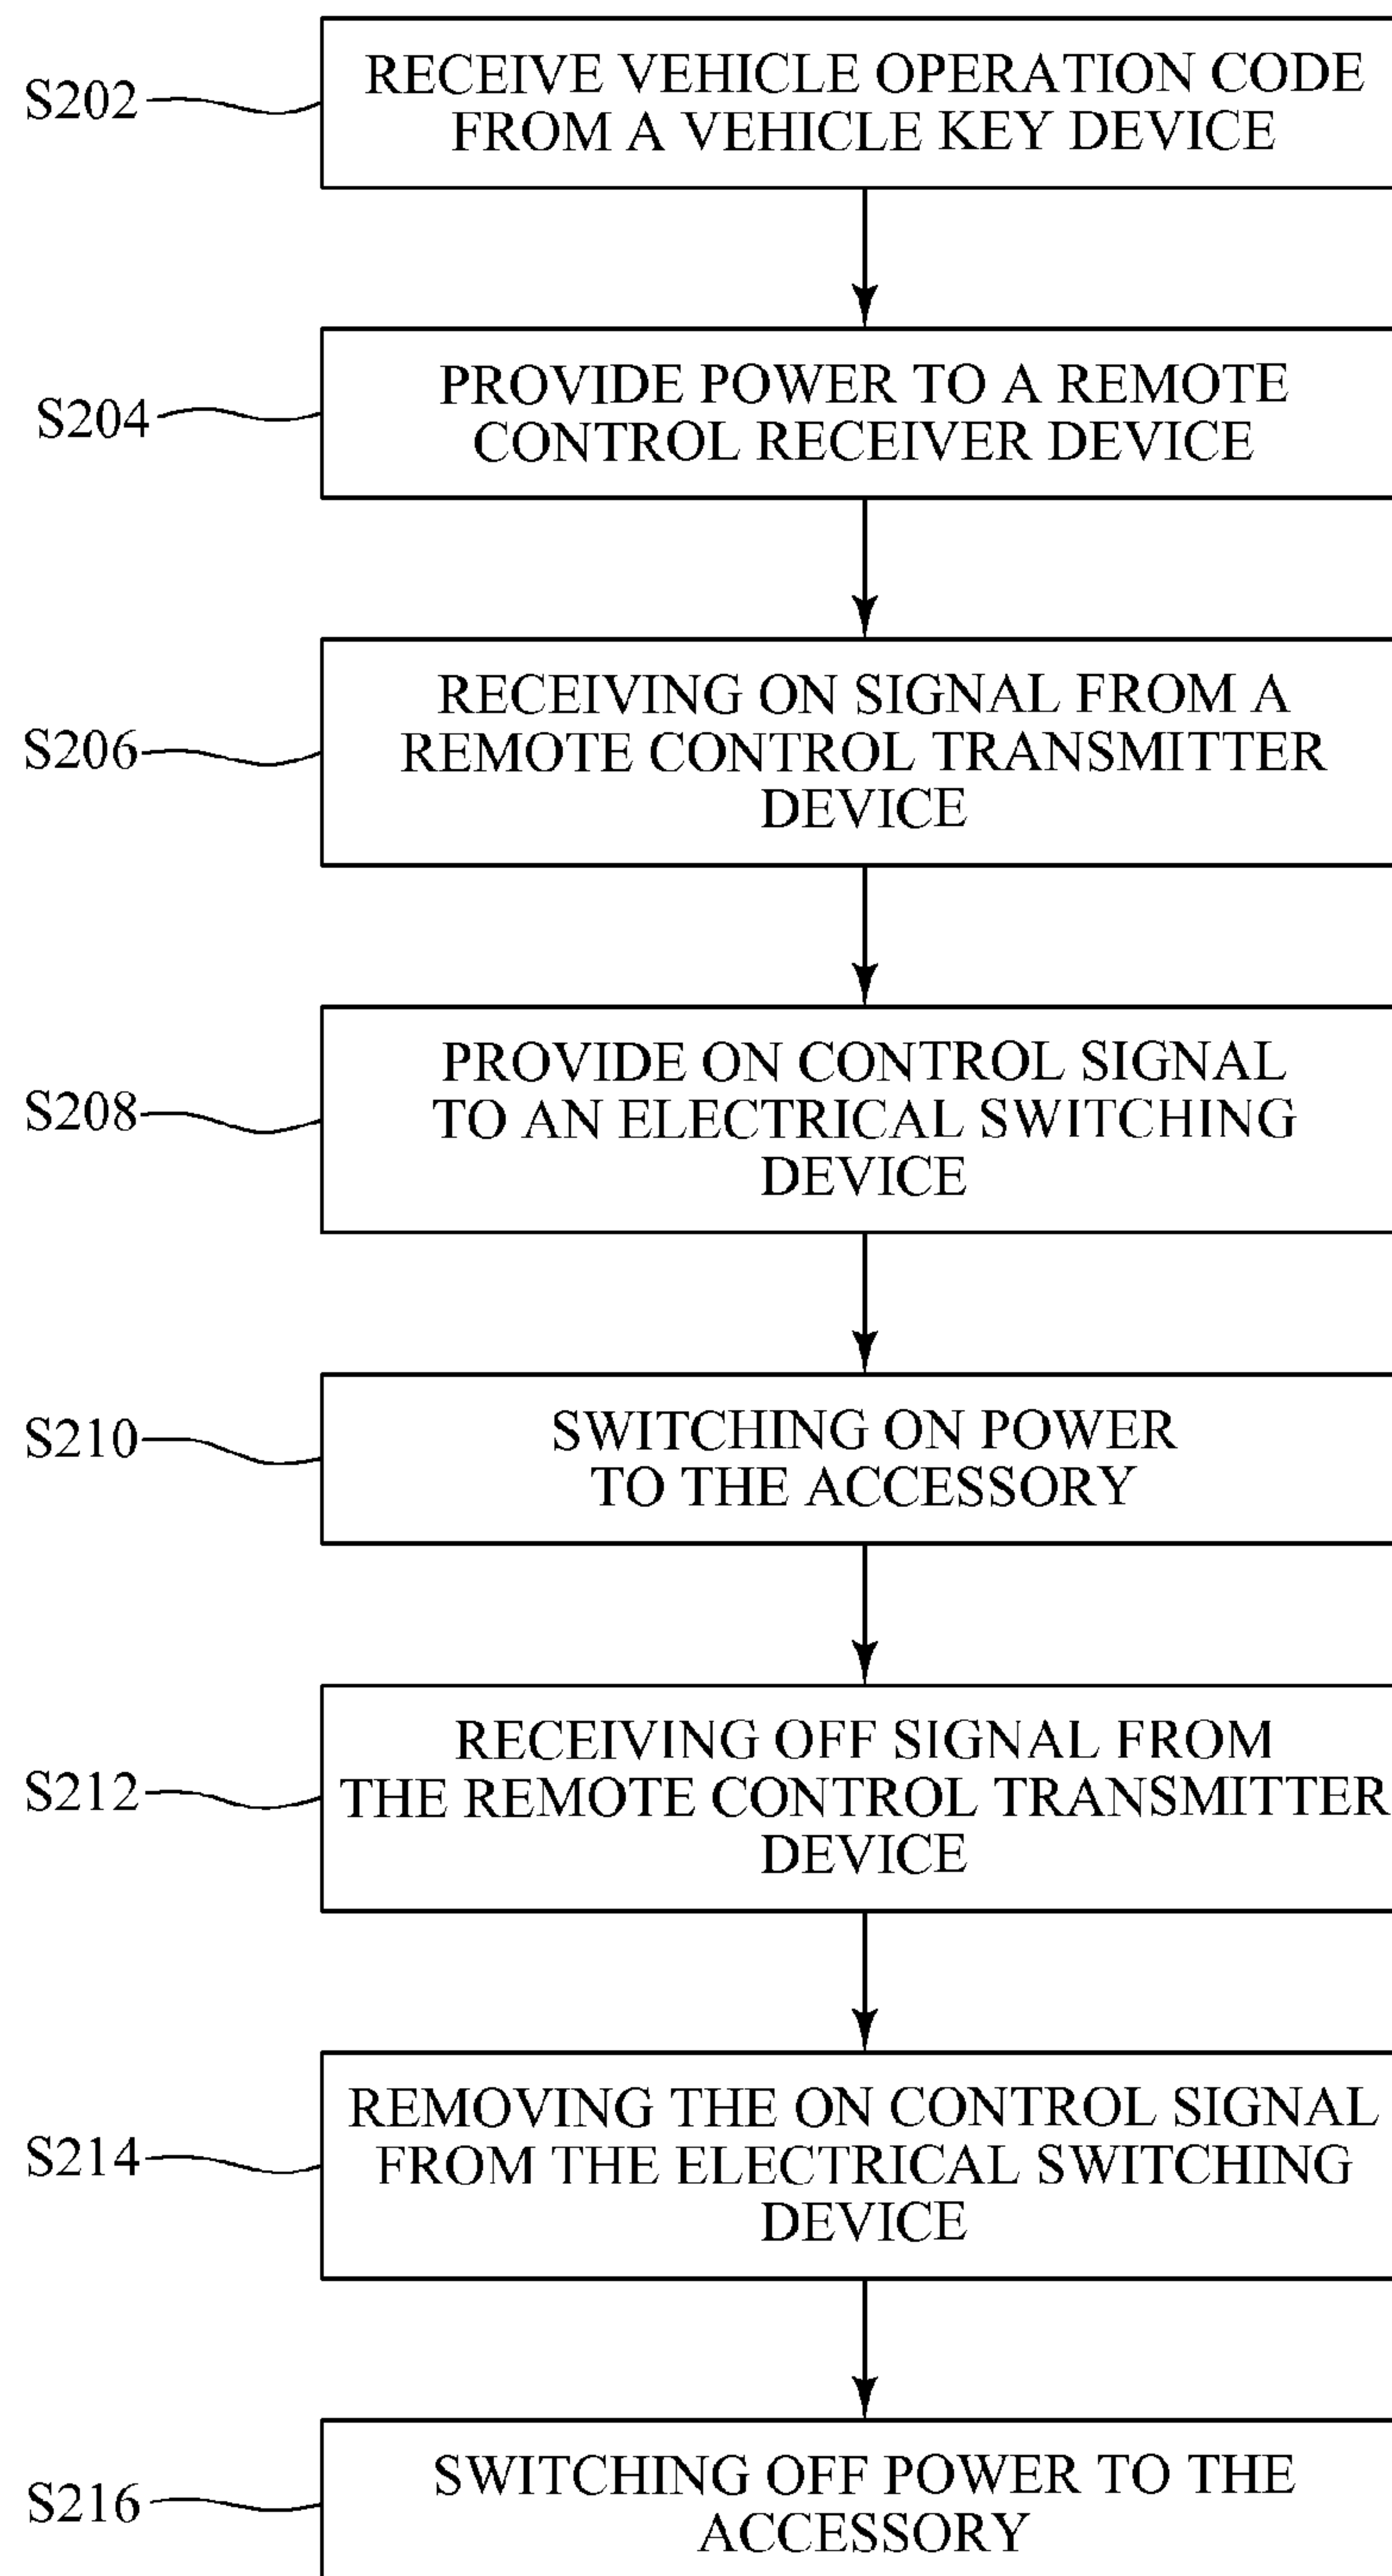 S202
RECEIVE VEHICLE OPERATION CODE
FROM A VEHICLE KEY DEVICE
S204
PROVIDE POWER TO A REMOTE
CONTROL RECEIVER DEVICE
S206
RECEIVING ON SIGNAL FROM A
REMOTE CONTROL TRANSMITTER
DEVICE
S208
PROVIDE ON CONTROL SIGNAL
TO AN ELECTRICAL SWITCHING
DEVICE
S210
SWITCHING ON POWER
TO THE ACCESSORY
S212
RECEIVING OFF SIGNAL FROM
THE REMOTE CONTROL TRANSMITTER
DEVICE
S214
REMOVING THE ON CONTROL SIGNAL
FROM THE ELECTRICAL SWITCHING
DEVICE
S216
SWITCHING OFF POWER TO THE
ACCESSORY